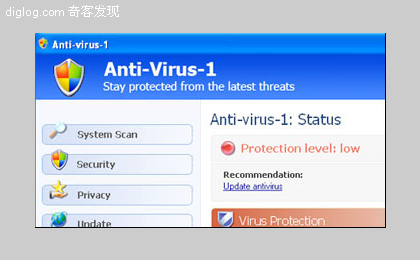 diglog.com 奇客发现
Anti-virus-1
Anti-Virus-1
Stay protected from the latest threats
System Scan
Security
Privacy
Update
Anti-virus-1: Status
Protection level: low
Recommendation:
Update antivirus
Virus Protection